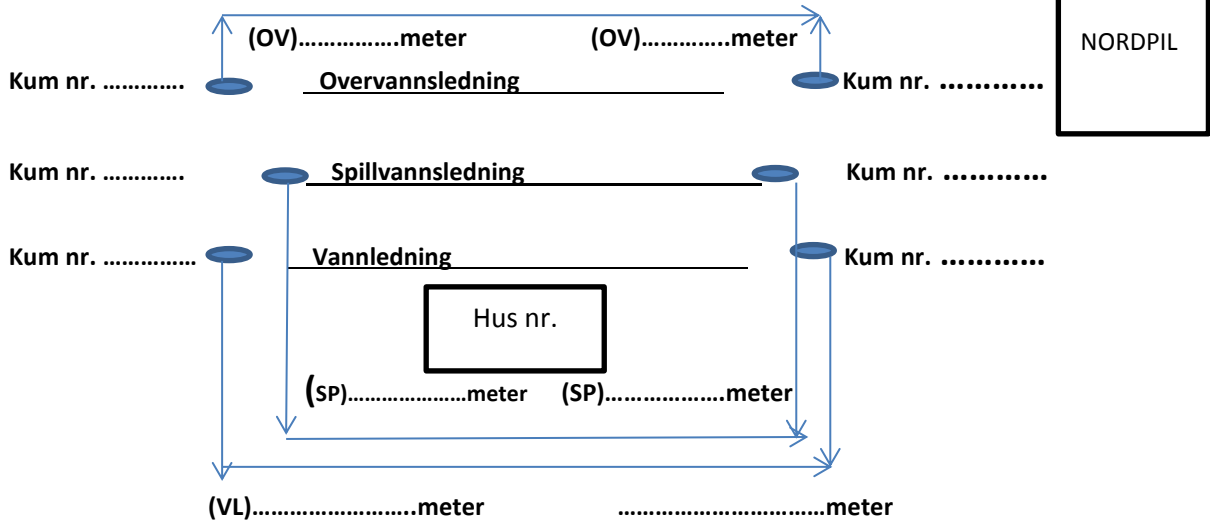 (OV)…………….meter (OV)…………..meter
NORDPIL
Kum nr. …………. Overvannsledning Kum nr. …………
Kum nr. …………. Spillvannsledning Kum nr. …………
Kum nr. …………… Vannledning Kum nr. …………
Hus nr.
(SP)…………………meter (SP)……………….meter
(VL)……………………..meter ……………………………meter